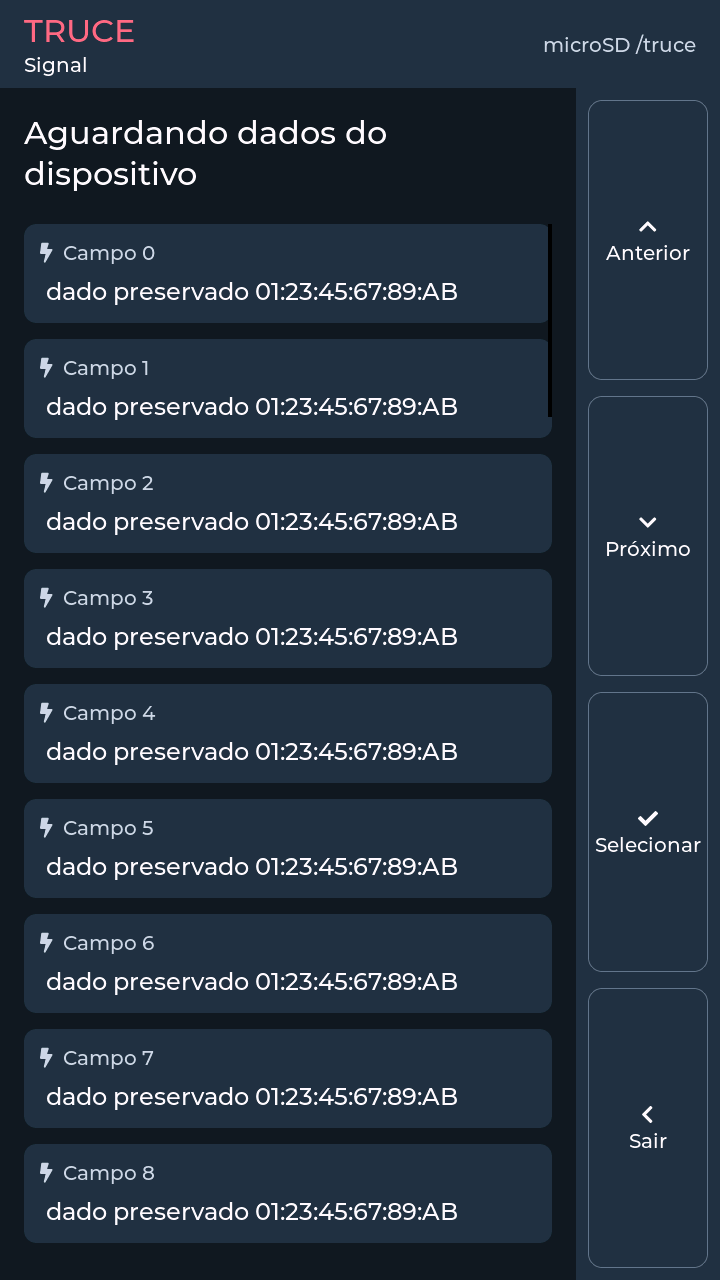 TRUCE
Signal
microSD /truce
Aguardando dados do
dispositivo
Campo 0
dado preservado 01:23:45:67:89:AB
Campo 1
dado preservado 01:23:45:67:89:AB
Campo 2
dado preservado 01:23:45:67:89:AB
Campo 3
dado preservado 01:23:45:67:89:AB
Campo 4
dado preservado 01:23:45:67:89:AB
Campo 5
dado preservado 01:23:45:67:89:AB
Campo 6
dado preservado 01:23:45:67:89:AB
Campo 7
dado preservado 01:23:45:67:89:AB
Campo 8
dado preservado 01:23:45:67:89:AB
Anterior
Próximo
Selecionar
Sair